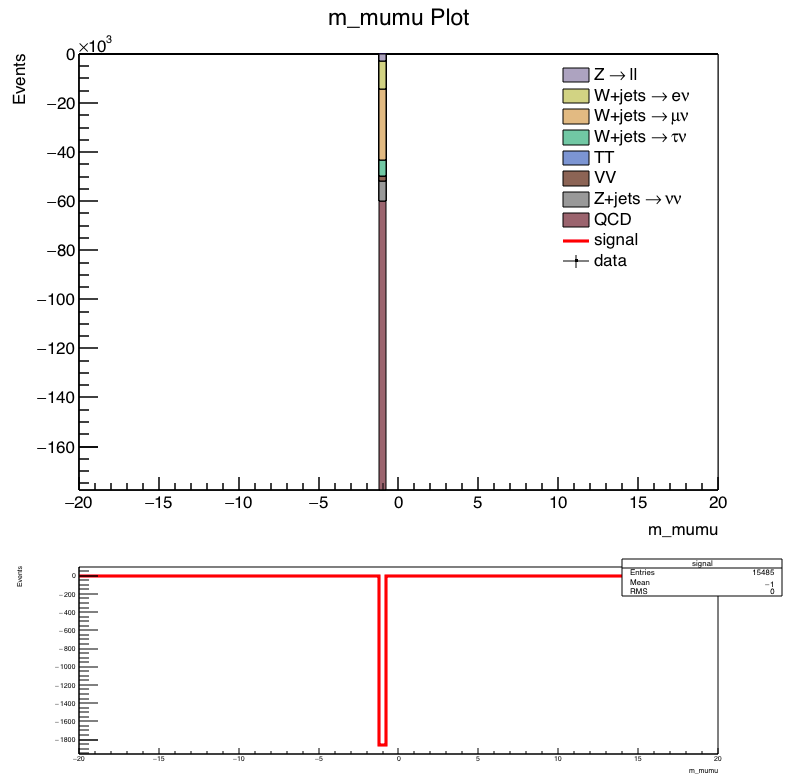 m_mumu Plot
×10³
Events
0
−20
−40
−60
−80
−100
−120
−140
−160
Z → ll
W+jets → eν
W+jets → μν
W+jets → τν
TT
VV
Z+jets → νν
QCD
signal
data
−20 −15 −10 −5 0 5 10 15 20
m_mumu
Events
0
−200
−400
−600
−800
−1000
−1200
−1400
−1600
−1800
signal
Entries 15485
Mean −1
RMS 0
−20 −15 −10 −5 0 5 10 15 20
m_mumu